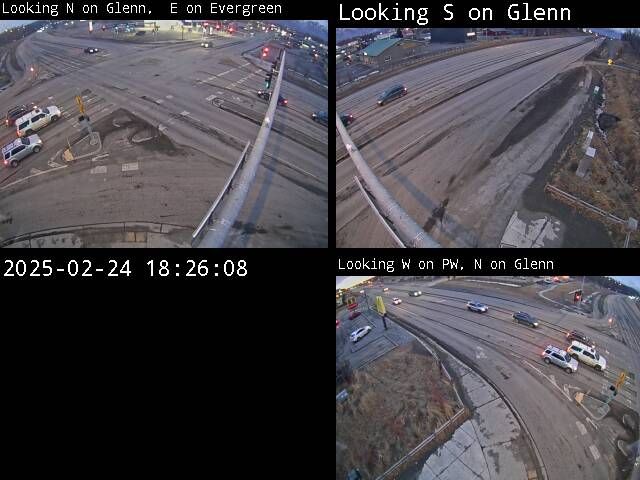 Looking N on Glenn,  E on Evergreen
Looking S on Glenn
2025-02-24 18:26:08
Looking W on PW, N on Glenn